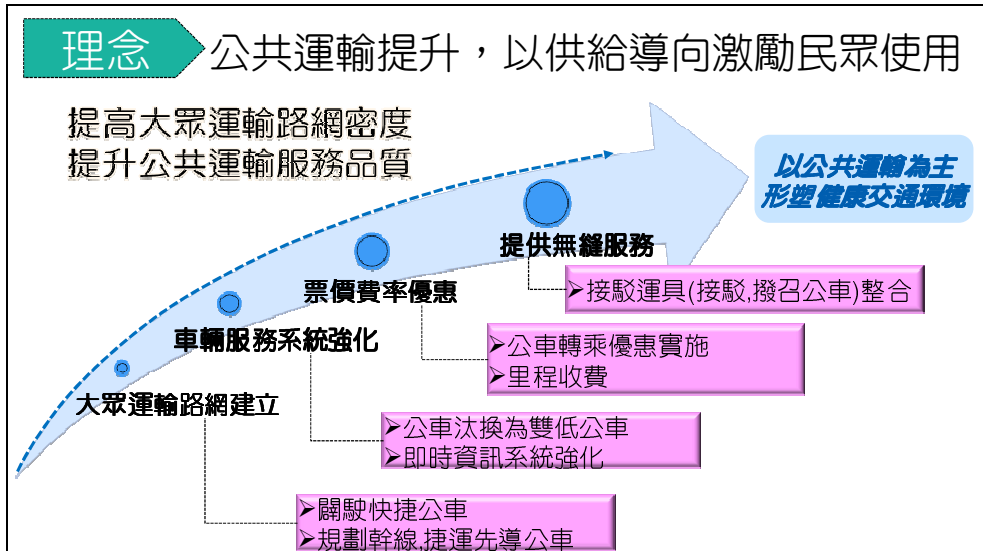 理念
公共運輸提升，以供給導向激勵民眾使用
提高大眾運輸路網密度
提升公共運輸服務品質
以公共運輸為主
形塑健康交通環境
提供無縫服務
➢接駁運具(接駁,撥召公車)整合
票價費率優惠
➢公車轉乘優惠實施
➢里程收費
車輛服務系統強化
➢公車汰換為雙低公車
➢即時資訊系統強化
大眾運輸路網建立
➢闢駛快捷公車
➢規劃幹線,捷運先導公車